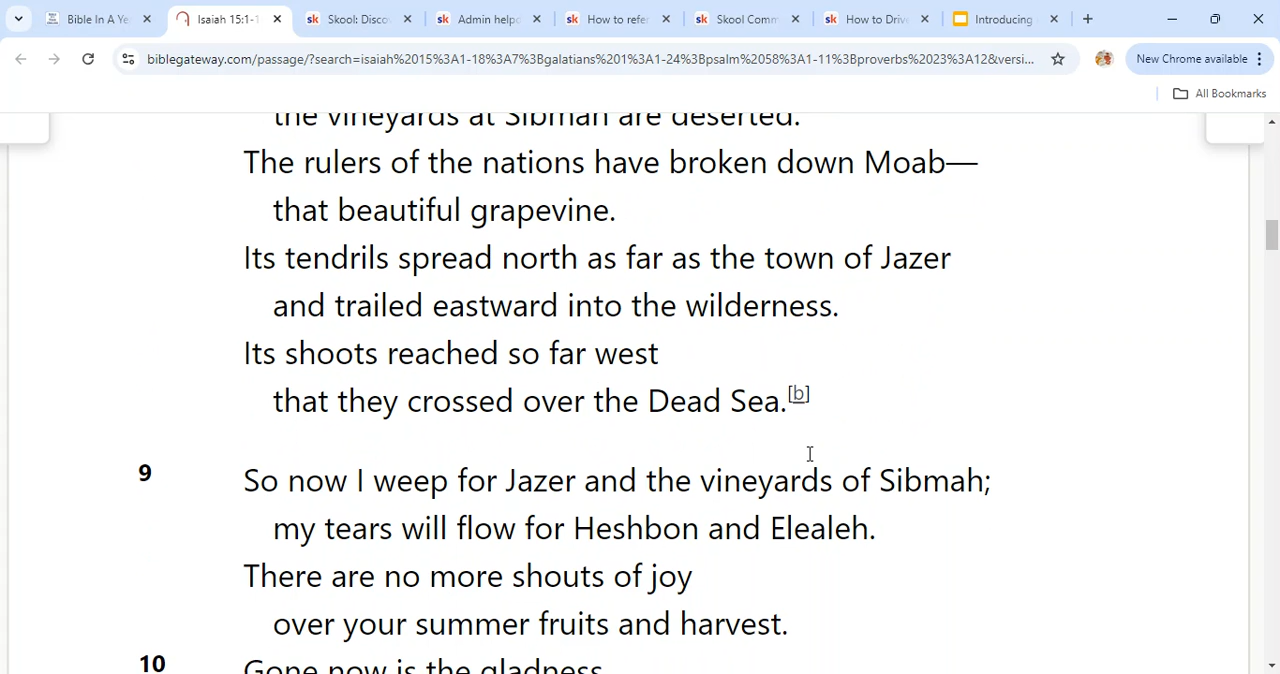 Bible In A Ye
Isaiah 15:1-1
Skool: Disco
Admin help
How to refer
Skool Comm
How to Driv
Introducing
biblegateway.com/passage/?search=isaiah%2015%3A1-18%3A7%3Bgalatians%201%3A1-24%3Bpsalm%2058%3A1-11%3Bproverbs%2023%3A12&versi...
New Chrome available
All Bookmarks
the vineyards at Sibmah are deserted.
The rulers of the nations have broken down Moab—
that beautiful grapevine.
Its tendrils spread north as far as the town of Jazer
and trailed eastward into the wilderness.
Its shoots reached so far west
that they crossed over the Dead Sea.[b]
9 So now I weep for Jazer and the vineyards of Sibmah;
my tears will flow for Heshbon and Elealeh.
There are no more shouts of joy
over your summer fruits and harvest.
10 Gone now is the gladness